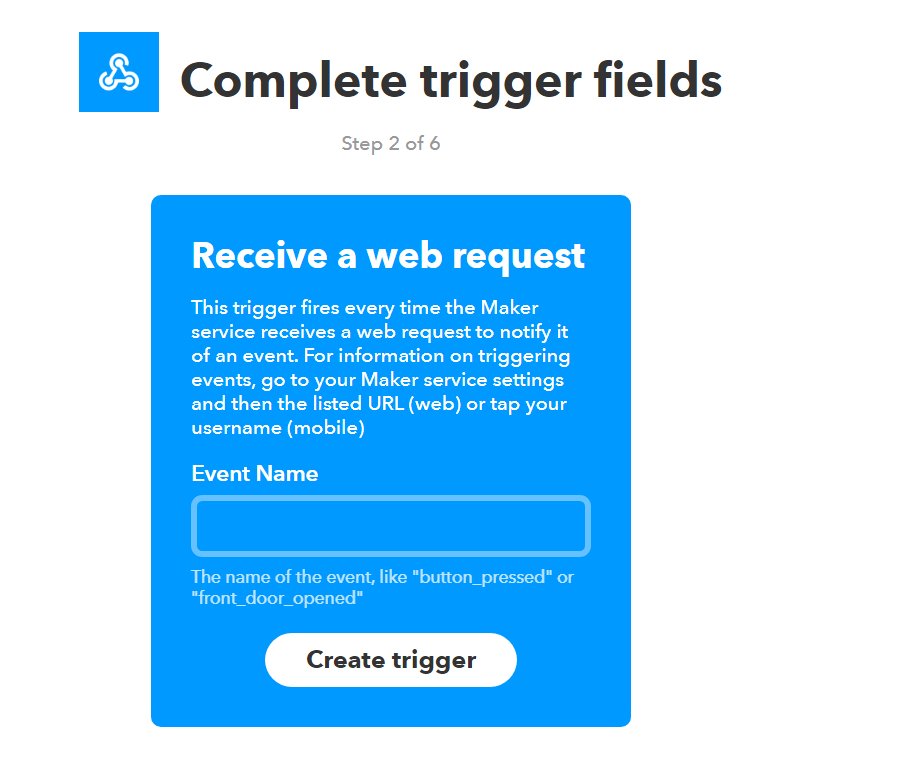 Complete trigger fields
Step 2 of 6
Receive a web request
This trigger fires every time the Maker
service receives a web request to notify it
of an event. For information on triggering
events, go to your Maker service settings
and then the listed URL (web) or tap your
username (mobile)
Event Name
The name of the event, like "button_pressed" or
"front_door_opened"
Create trigger